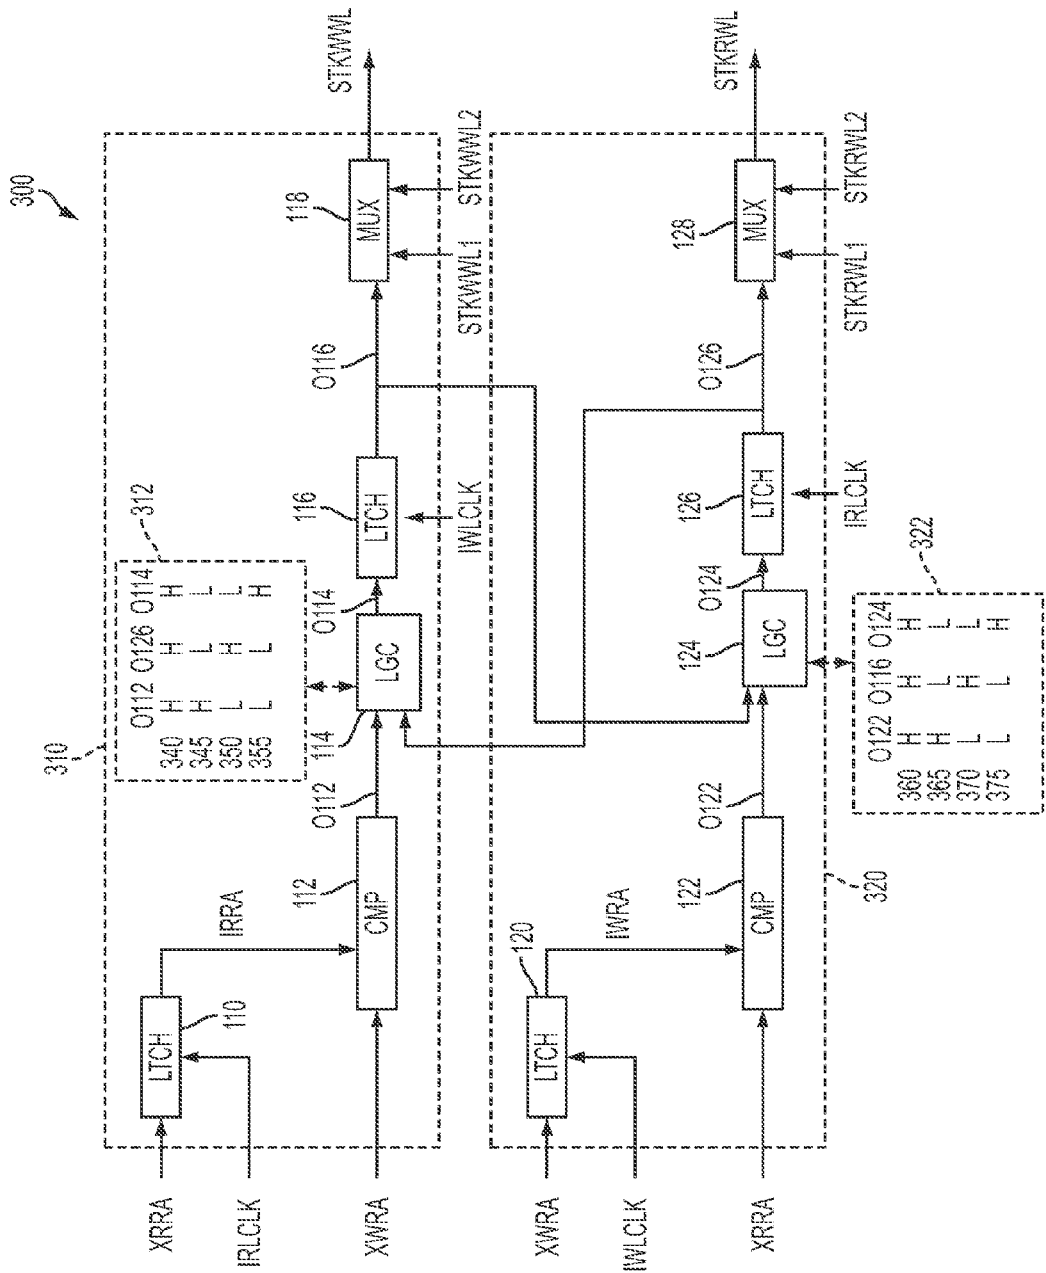 300
310
312
O112 O126 O114
340 H H H
345 H L L
350 L H L
355 L L H
XRRA
IRLCLK
XWRA
LTCH
110
IRRA
112
CMP
O112
114
LGC
O114
116
LTCH
IWLCLK
O116
118
MUX
STKWWL1
STKWWL2
STKWWL
XWRA
IWLCLK
XRRA
LTCH
120
IWRA
122
CMP
O122
124
LGC
O124
126
LTCH
IRLCLK
O126
128
MUX
STKRWL1
STKRWL2
STKRWL
320
322
O122 O116 O124
360 H H H
365 H L L
370 L H L
375 L L H